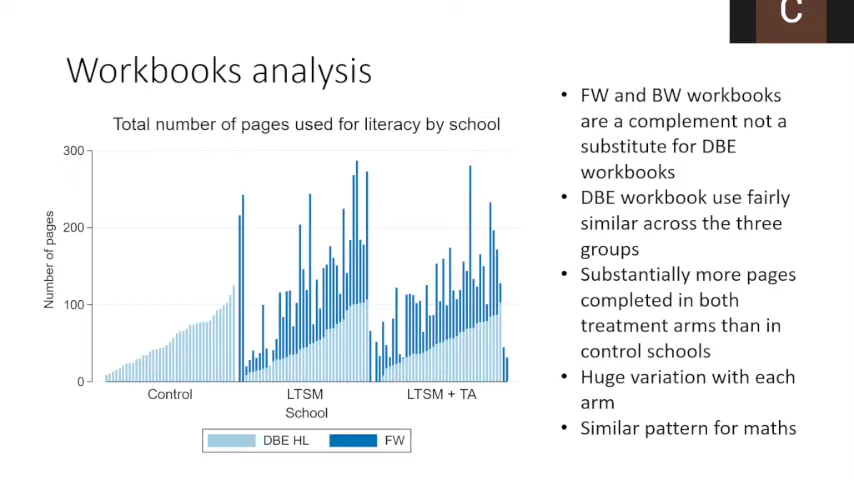 C
Workbooks analysis
Total number of pages used for literacy by school
Number of pages
300
200
100
0
Control
LTSM
LTSM + TA
School
DBE HL
FW
• FW and BW workbooks
are a complement not a
substitute for DBE
workbooks
• DBE workbook use fairly
similar across the three
groups
• Substantially more pages
completed in both
treatment arms than in
control schools
• Huge variation with each
arm
• Similar pattern for maths